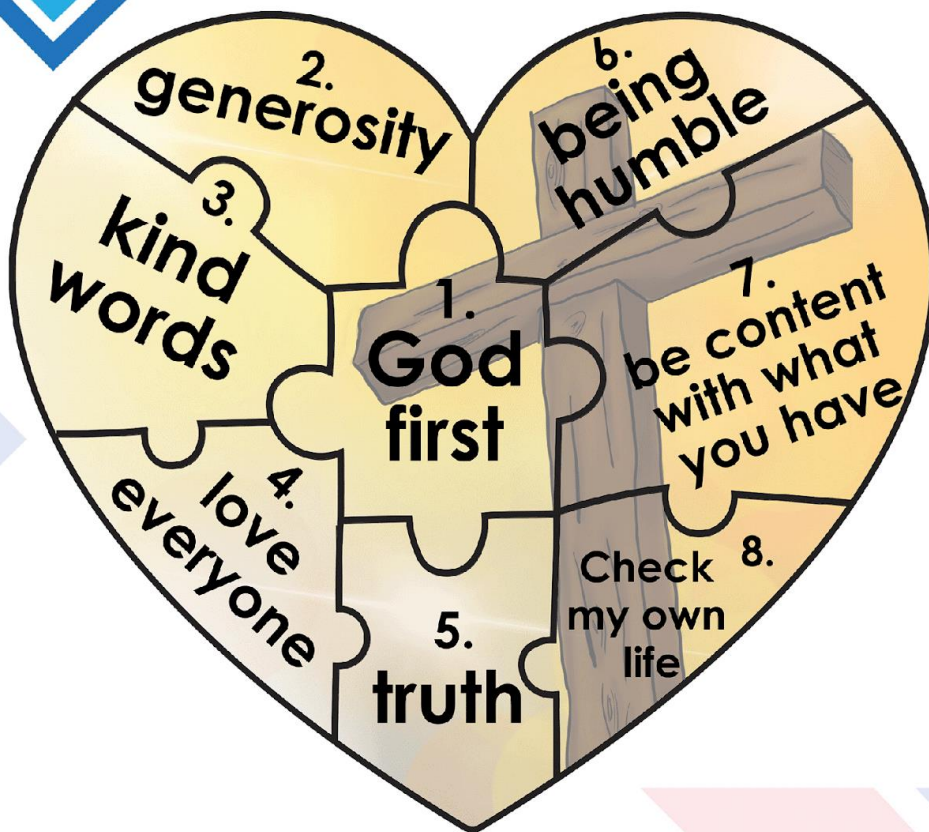 1.
God
first
2.
generosity
3.
kind
words
4.
love
everyone
5.
truth
6.
being
humble
7.
be content
with what
you have
8.
Check
my own
life